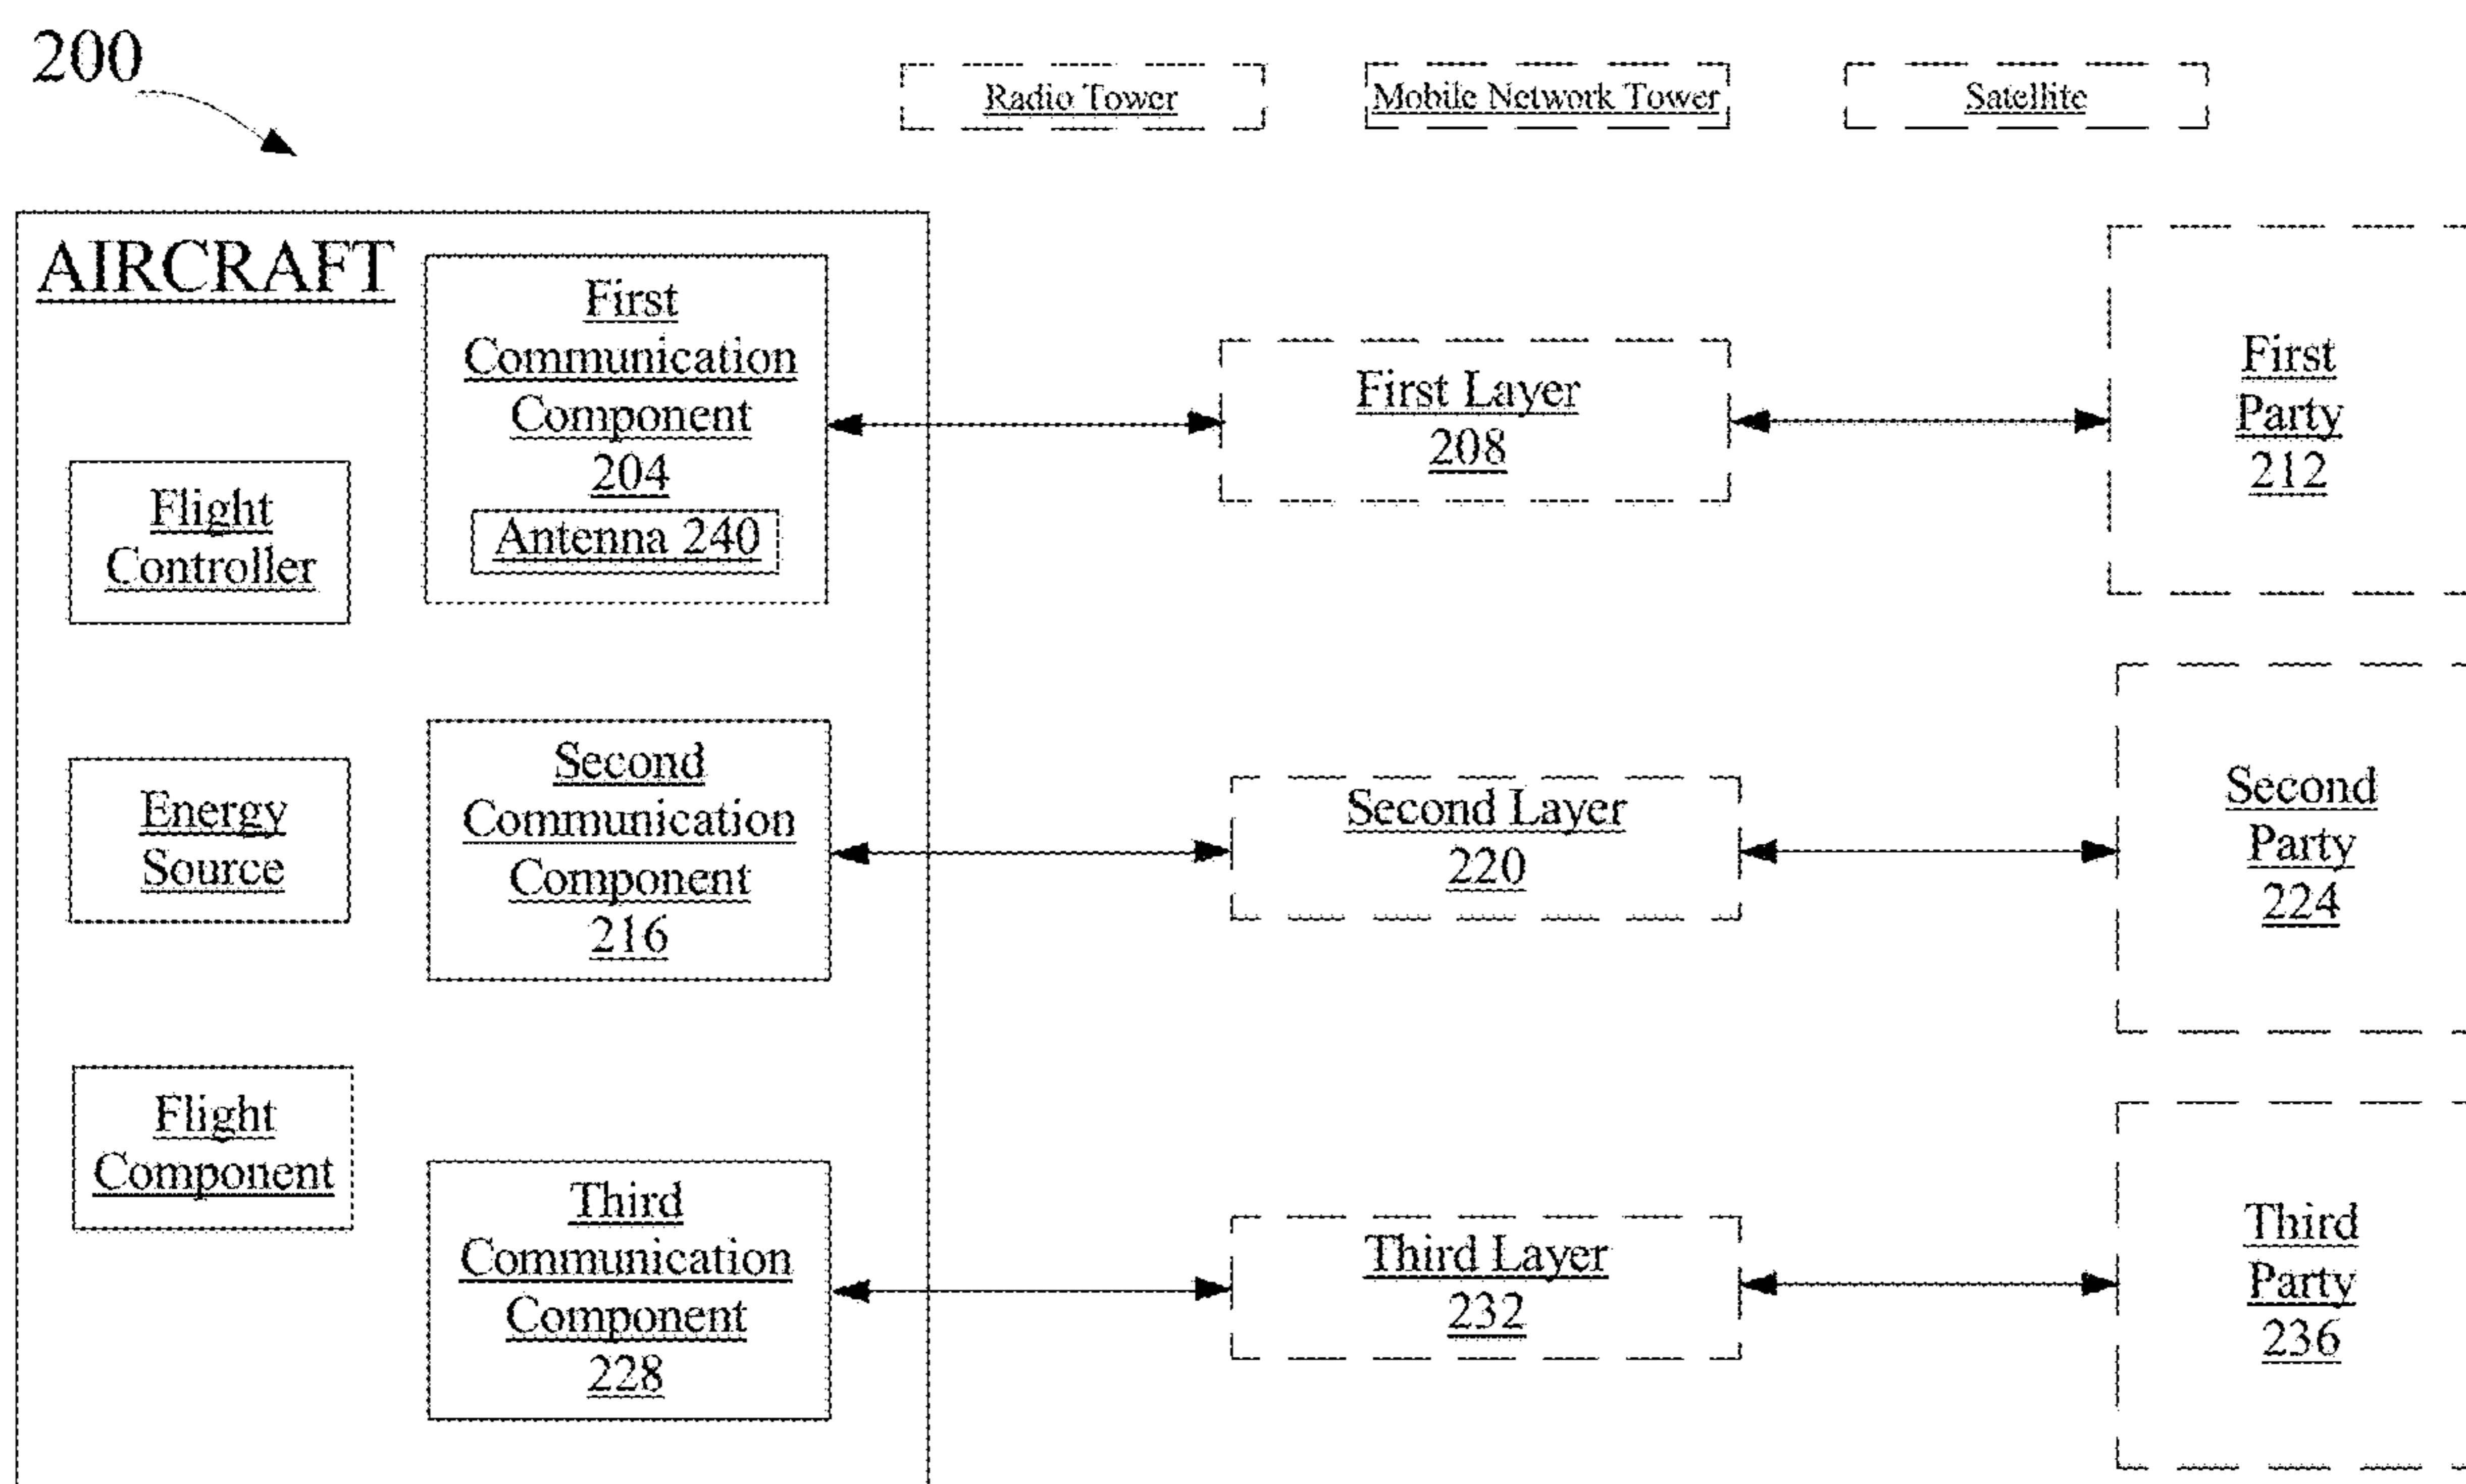 200
Radio Tower
Mobile Network Tower
Satellite
AIRCRAFT
First
Communication
Component
204
Antenna 240
Flight
Controller
First Layer
208
First
Party
212
Energy
Source
Second
Communication
Component
216
Second Layer
220
Second
Party
224
Flight
Component
Third
Communication
Component
228
Third Layer
232
Third
Party
236